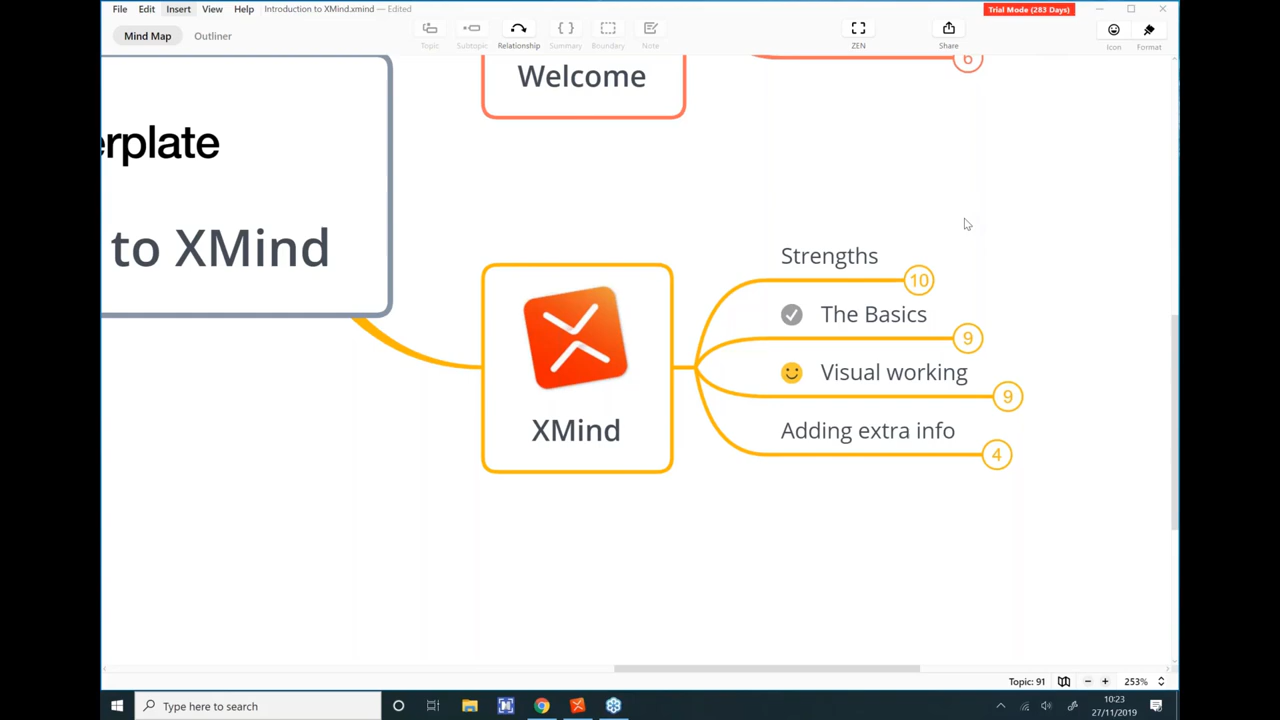 File Edit Insert View Help Introduction to XMind.xmind — Edited Trial Mode (283 Days)
Mind Map Outliner
Topic Subtopic Relationship Summary Boundary Note ZEN Share Icon Format
Welcome
6
erplate
to XMind
XMind
Strengths
10
The Basics
9
Visual working
9
Adding extra info
4
Topic: 91 253%
Type here to search
10:23
27/11/2019